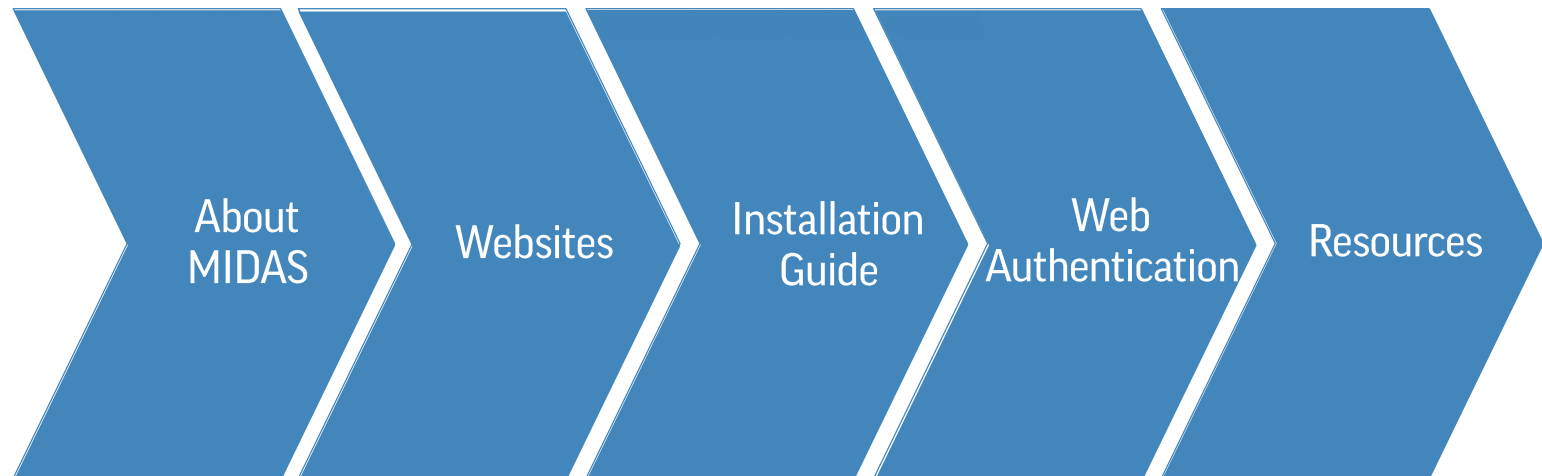 About
MIDAS
Websites
Installation
Guide
Web
Authentication
Resources